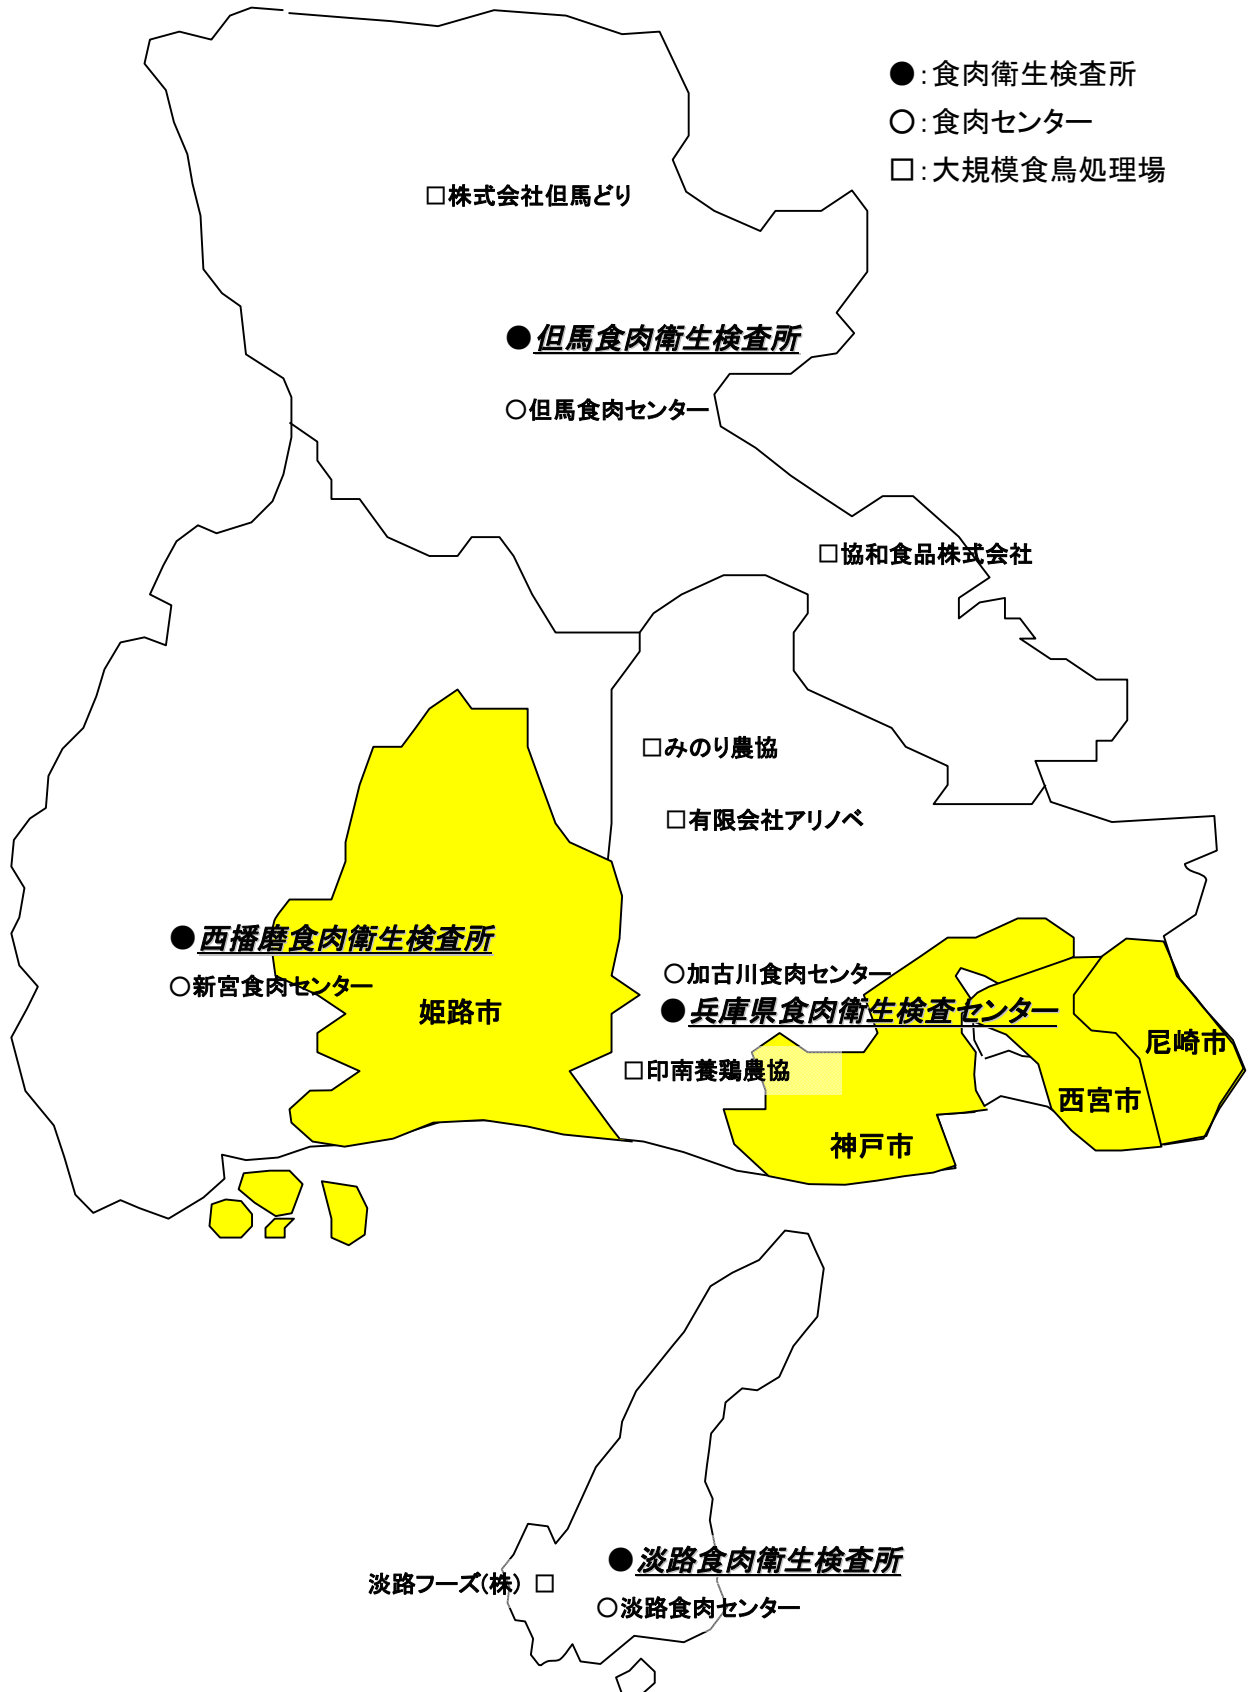 ●:食肉衛生検査所
○:食肉センター
□:大規模食鳥処理場
□株式会社但馬どり
●但馬食肉衛生検査所
○但馬食肉センター
□協和食品株式会社
□みのり農協
□有限会社アリノベ
●西播磨食肉衛生検査所
○新宮食肉センター
姫路市
○加古川食肉センター
●兵庫県食肉衛生検査センター
□印南養鶏農協
尼崎市
西宮市
神戸市
●淡路食肉衛生検査所
淡路フーズ(株) □
○淡路食肉センター